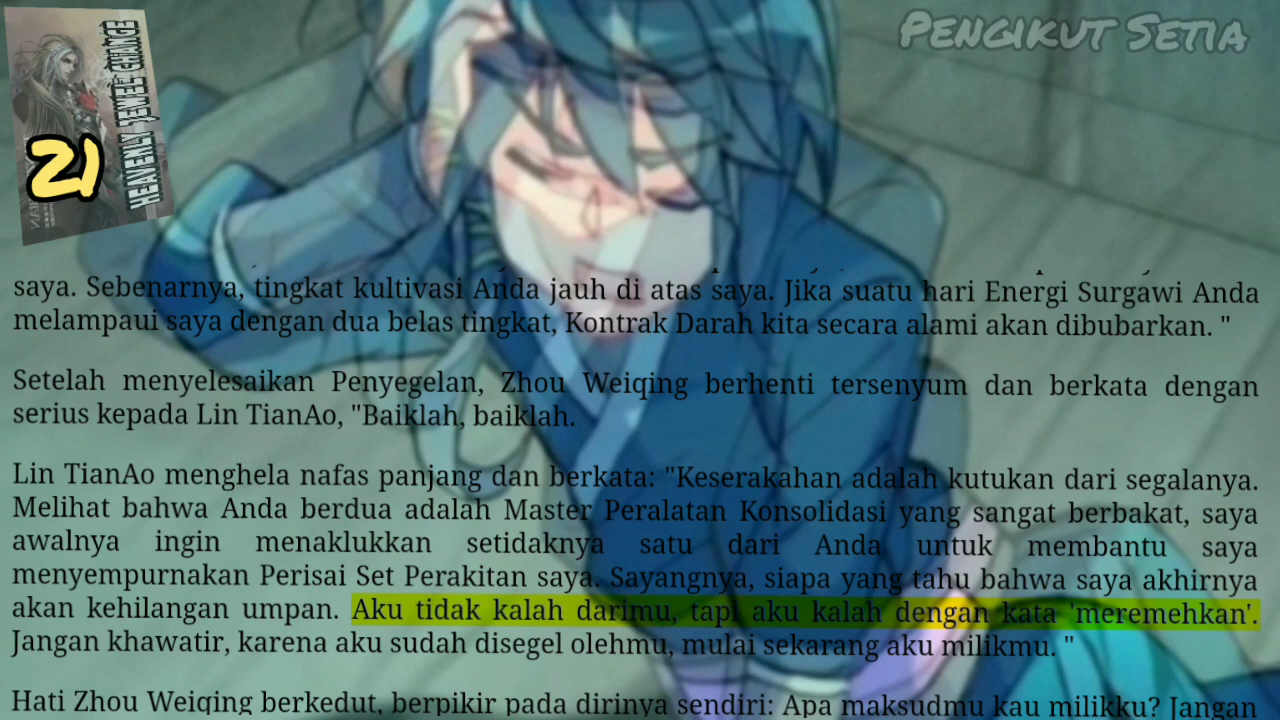 Pengikut Setia
HEAVENLY JEWEL CHANGE
21
saya. Sebenarnya, tingkat kultivasi Anda jauh di atas saya. Jika suatu hari Energi Surgawi Anda
melampaui saya dengan dua belas tingkat, Kontrak Darah kita secara alami akan dibubarkan. "
Setelah menyelesaikan Penyegelan, Zhou Weiqing berhenti tersenyum dan berkata dengan
serius kepada Lin TianAo, "Baiklah, baiklah.
Lin TianAo menghela nafas panjang dan berkata: "Keserakahan adalah kutukan dari segalanya.
Melihat bahwa Anda berdua adalah Master Peralatan Konsolidasi yang sangat berbakat, saya
awalnya ingin menaklukkan setidaknya satu dari Anda untuk membantu saya
menyempurnakan Perisai Set Perakitan saya. Sayangnya, siapa yang tahu bahwa saya akhirnya
akan kehilangan umpan. Aku tidak kalah darimu, tapi aku kalah dengan kata 'meremehkan'.
Jangan khawatir, karena aku sudah disegel olehmu, mulai sekarang aku milikmu. "
Hati Zhou Weiqing berkedut, berpikir pada dirinya sendiri: Apa maksudmu kau milikku? Jangan